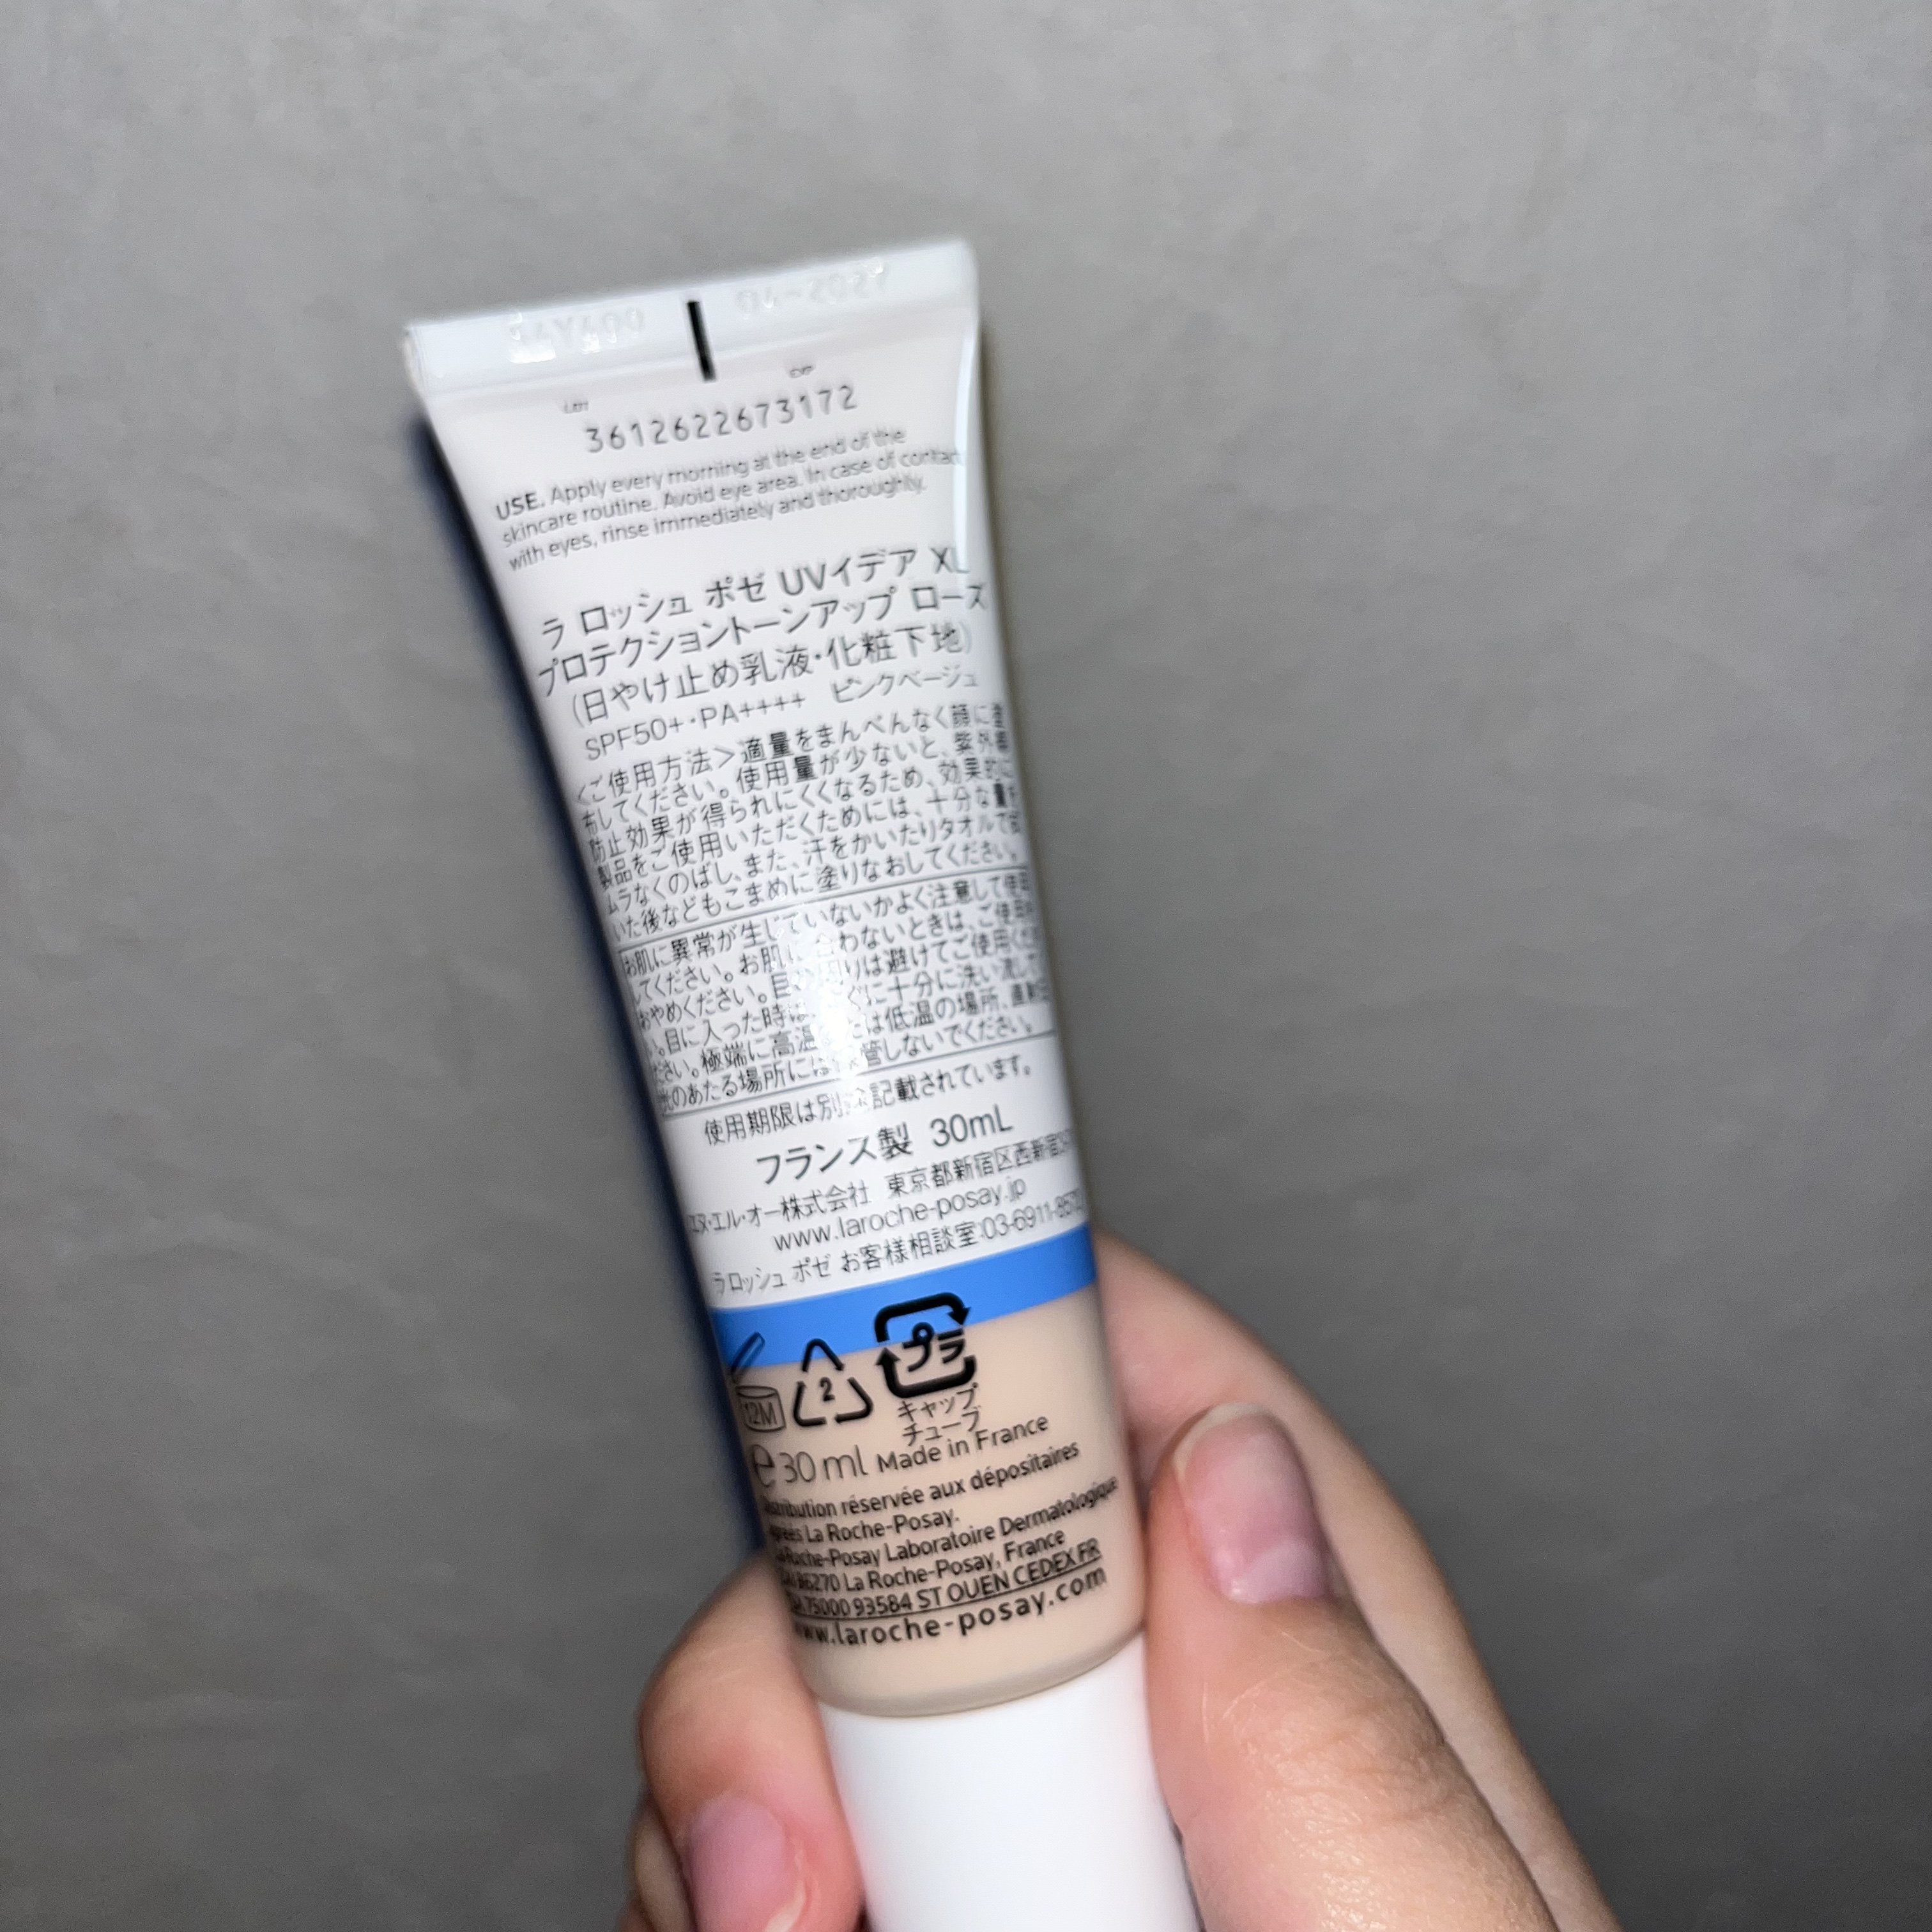 04-2027
EXP
Lot
3612622673172
USE. Apply every morning at the end of the
skincare routine. Avoid eye area. In case of contact
with eyes, rinse immediately and thoroughly.
ラ ロッシュ ポゼ UVイデア XL
プロテクショントーンアップ ローズ
(日やけ止め乳液・化粧下地)
SPF50+・PA++++ ピンクベージュ
<ご使用方法>適量をまんべんなく顔に塗
布してください。使用量が少ないと、紫外線
防止効果が得られにくくなるため、効果的に
製品をご使用いただくためには、十分な量を
ムラなくのばし、また、汗をかいたりタオルで拭
いた後などもこまめに塗りなおしてください。
お肌に異常が生じていないかよく注意して使用
してください。お肌に合わないときは、ご使用を
おやめください。目の周りは避けてご使用くだ
い。目に入った時は、すぐに十分に洗い流して
ださい。極端に高温または低温の場所、直射日
光のあたる場所には保管しないでください。
使用期限は別途記載されています。
フランス製 30mL
エヌ・エル・オー株式会社 東京都新宿区西新宿
www.laroche-posay.jp
ラ ロッシュ ポゼ お客様相談室:03-6911-8572
12M
2
プラ
キャップ
チューブ
e 30 ml Made in France
Distribution réservée aux dépositaires
agréés La Roche-Posay.
La Roche-Posay Laboratoire Dermatologique
86270 La Roche-Posay, France
75000 93584 ST OUEN CEDEX FR
www.laroche-posay.com